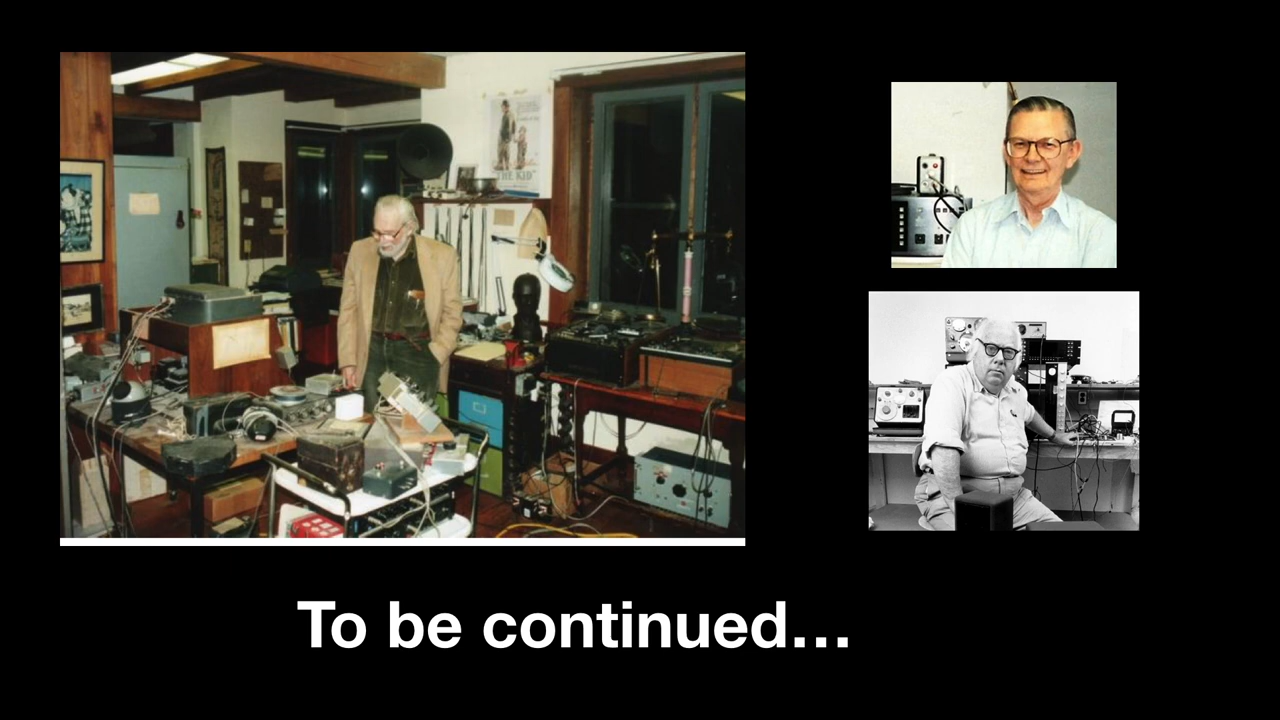 "THE KID"
To be continued…